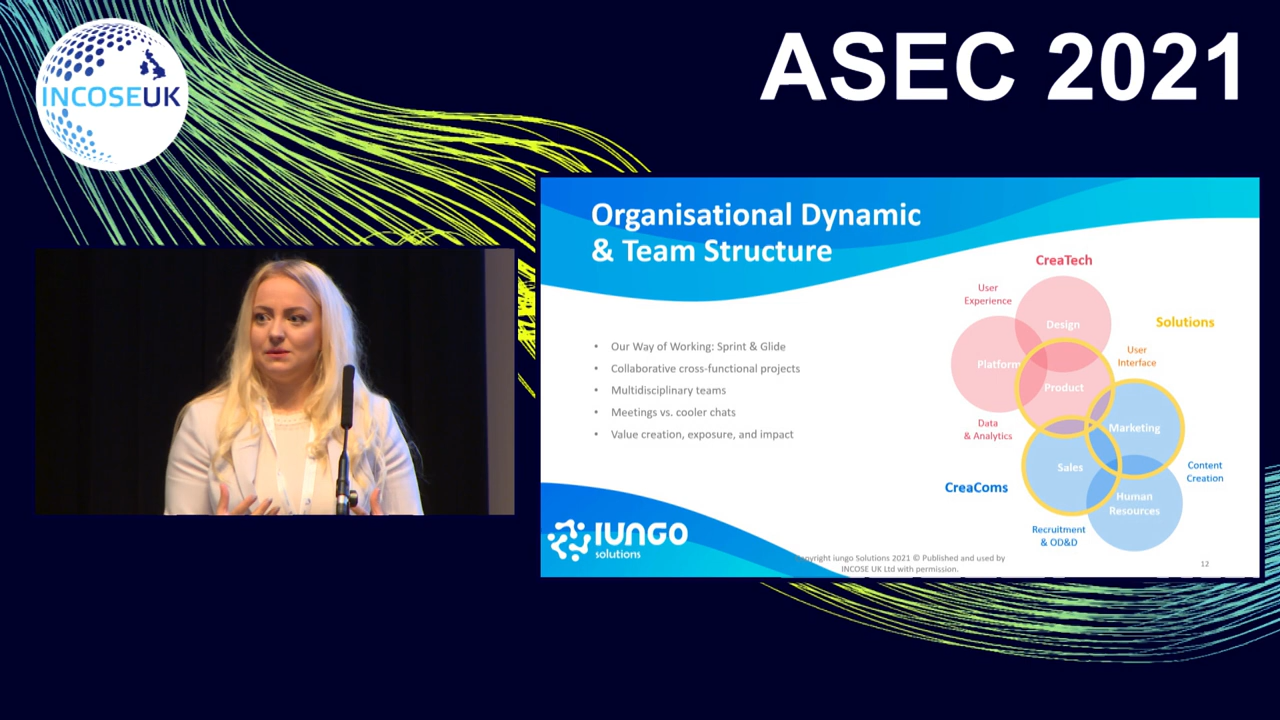 INCOSEUK
ASEC 2021
Organisational Dynamic
& Team Structure
• Our Way of Working: Sprint & Glide
• Collaborative cross-functional projects
• Multidisciplinary teams
• Meetings vs. cooler chats
• Value creation, exposure, and impact
CreaTech
User
Experience
Design
Solutions
Platform
User
Interface
Product
Data
& Analytics
Marketing
Sales
Content
Creation
CreaComs
Human
Resources
Recruitment
& OD&D
IUNGO
solutions
copyright iungo Solutions 2021 © Published and used by
INCOSE UK Ltd with permission.
12